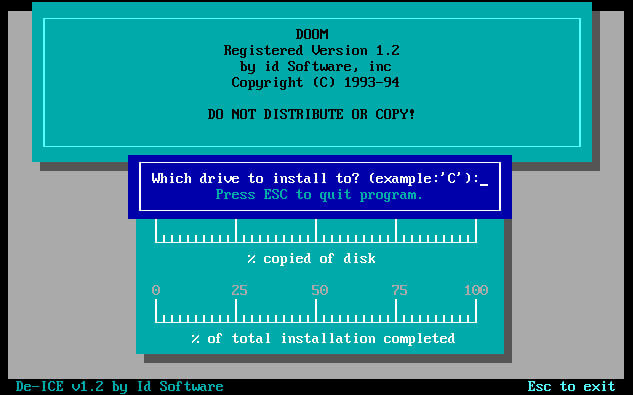 DOOM
Registered Version 1.2
by id Software, inc
Copyright (C) 1993-94
DO NOT DISTRIBUTE OR COPY!
Which drive to install to? (example:'C'):_
Press ESC to quit program.
% copied of disk
0 25 50 75 100
% of total installation completed
De-ICE v1.2 by Id Software Esc to exit